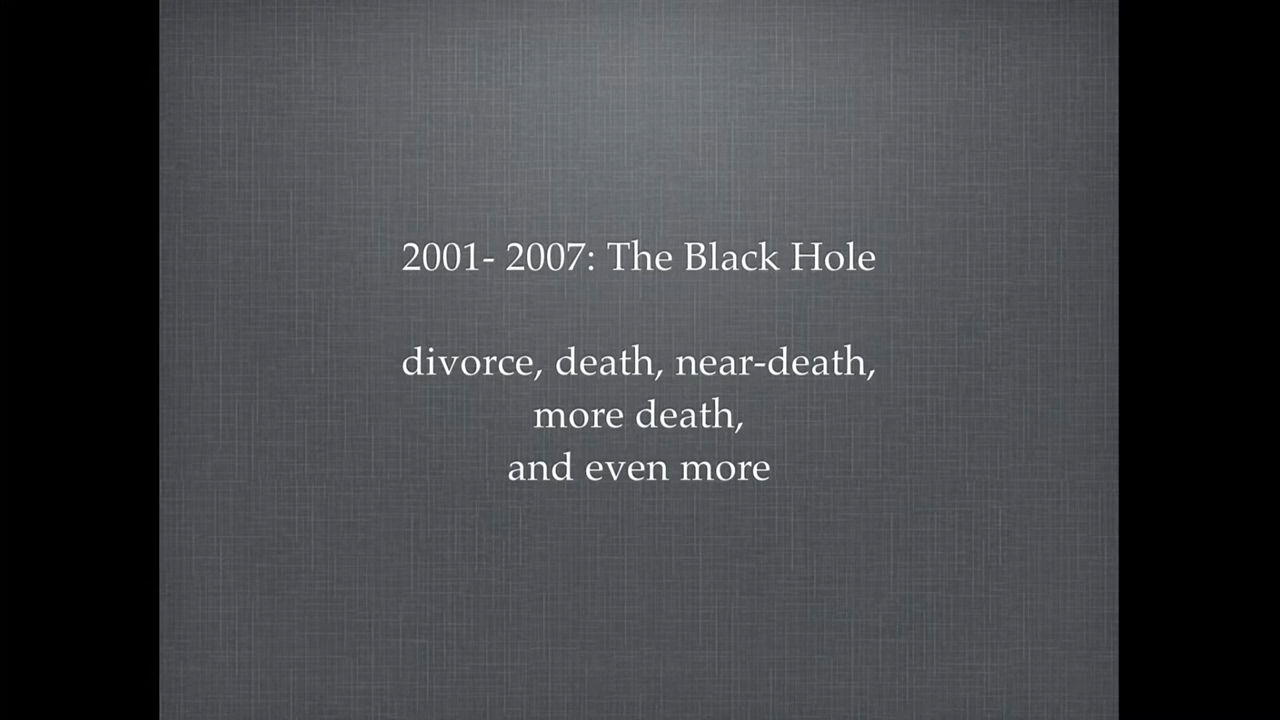 2001- 2007: The Black Hole
divorce, death, near-death,
more death,
and even more